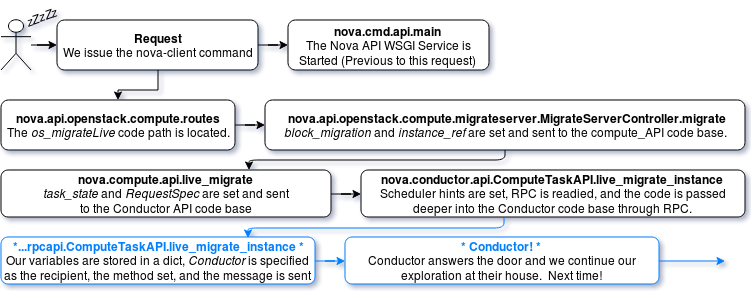 zZzZz
Request
We issue the nova-client command
nova.cmd.api.main
The Nova API WSGI Service is
Started (Previous to this request)
nova.api.openstack.compute.routes
The os_migrateLive code path is located.
nova.api.openstack.compute.migrateserver.MigrateServerController.migrate
block_migration and instance_ref are set and sent to the compute_API code base.
nova.compute.api.live_migrate
task_state and RequestSpec are set and sent
to the Conductor API code base
nova.conductor.api.ComputeTaskAPI.live_migrate_instance
Scheduler hints are set, RPC is readied, and the code is passed
deeper into the Conductor code base through RPC.
*...rpcapi.ComputeTaskAPI.live_migrate_instance *
Our variables are stored in a dict, Conductor is specified
as the recipient, the method set, and the message is sent
* Conductor! *
Conductor answers the door and we continue our
exploration at their house.  Next time!